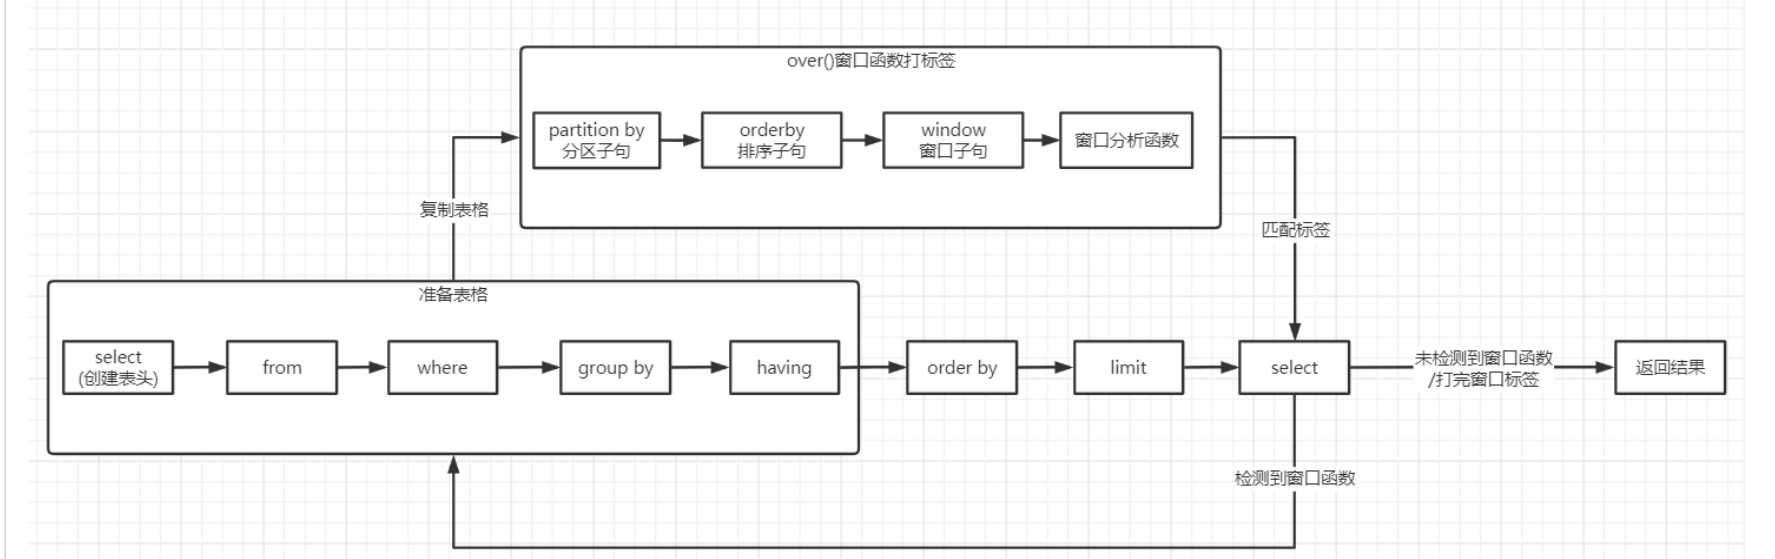 over()窗口函数打标签
partition by
分区子句
orderby
排序子句
window
窗口子句
窗口分析函数
复制表格
匹配标签
准备表格
select
(创建表头)
from
where
group by
having
order by
limit
select
未检测到窗口函数
/打完窗口标签
返回结果
检测到窗口函数